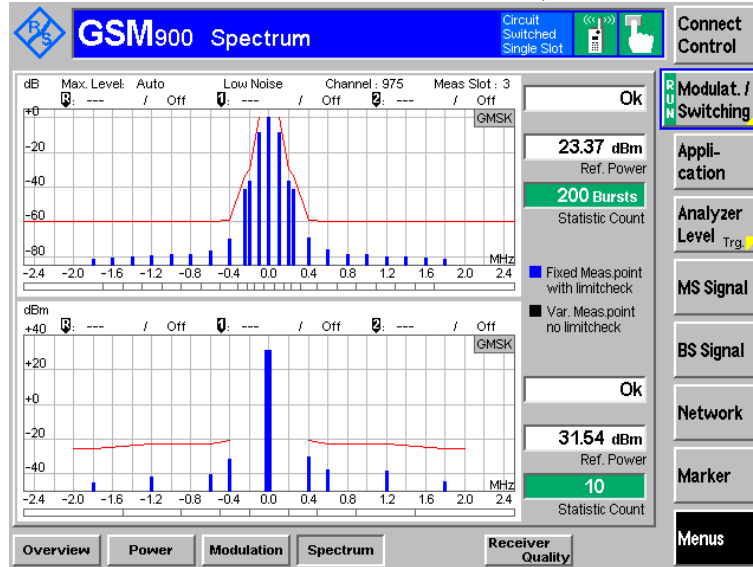 R&S GSM900 Spectrum
Circuit
Switched
Single Slot
Connect
Control
dB Max. Level: Auto Low Noise Channel : 975 Meas Slot : 3
R: --- / Off 1: --- / Off 2: --- / Off
GMSK
+0
-20
-40
-60
-80
MHz
-2.4 -2.0 -1.6 -1.2 -0.8 -0.4 0.0 0.4 0.8 1.2 1.6 2.0 2.4
Ok
23.37 dBm
Ref. Power
200 Bursts
Statistic Count
Fixed Meas.point
with limitcheck
Var. Meas.point
no limitcheck
dBm
R: --- / Off 1: --- / Off 2: --- / Off
GMSK
+40
+20
+0
-20
-40
MHz
-2.4 -2.0 -1.6 -1.2 -0.8 -0.4 0.0 0.4 0.8 1.2 1.6 2.0 2.4
Ok
31.54 dBm
Ref. Power
10
Statistic Count
RUN
Modulat. /
Switching
Appli-
cation
Analyzer
Level Trg.
MS Signal
BS Signal
Network
Marker
Menus
Overview Power Modulation Spectrum Receiver
Quality